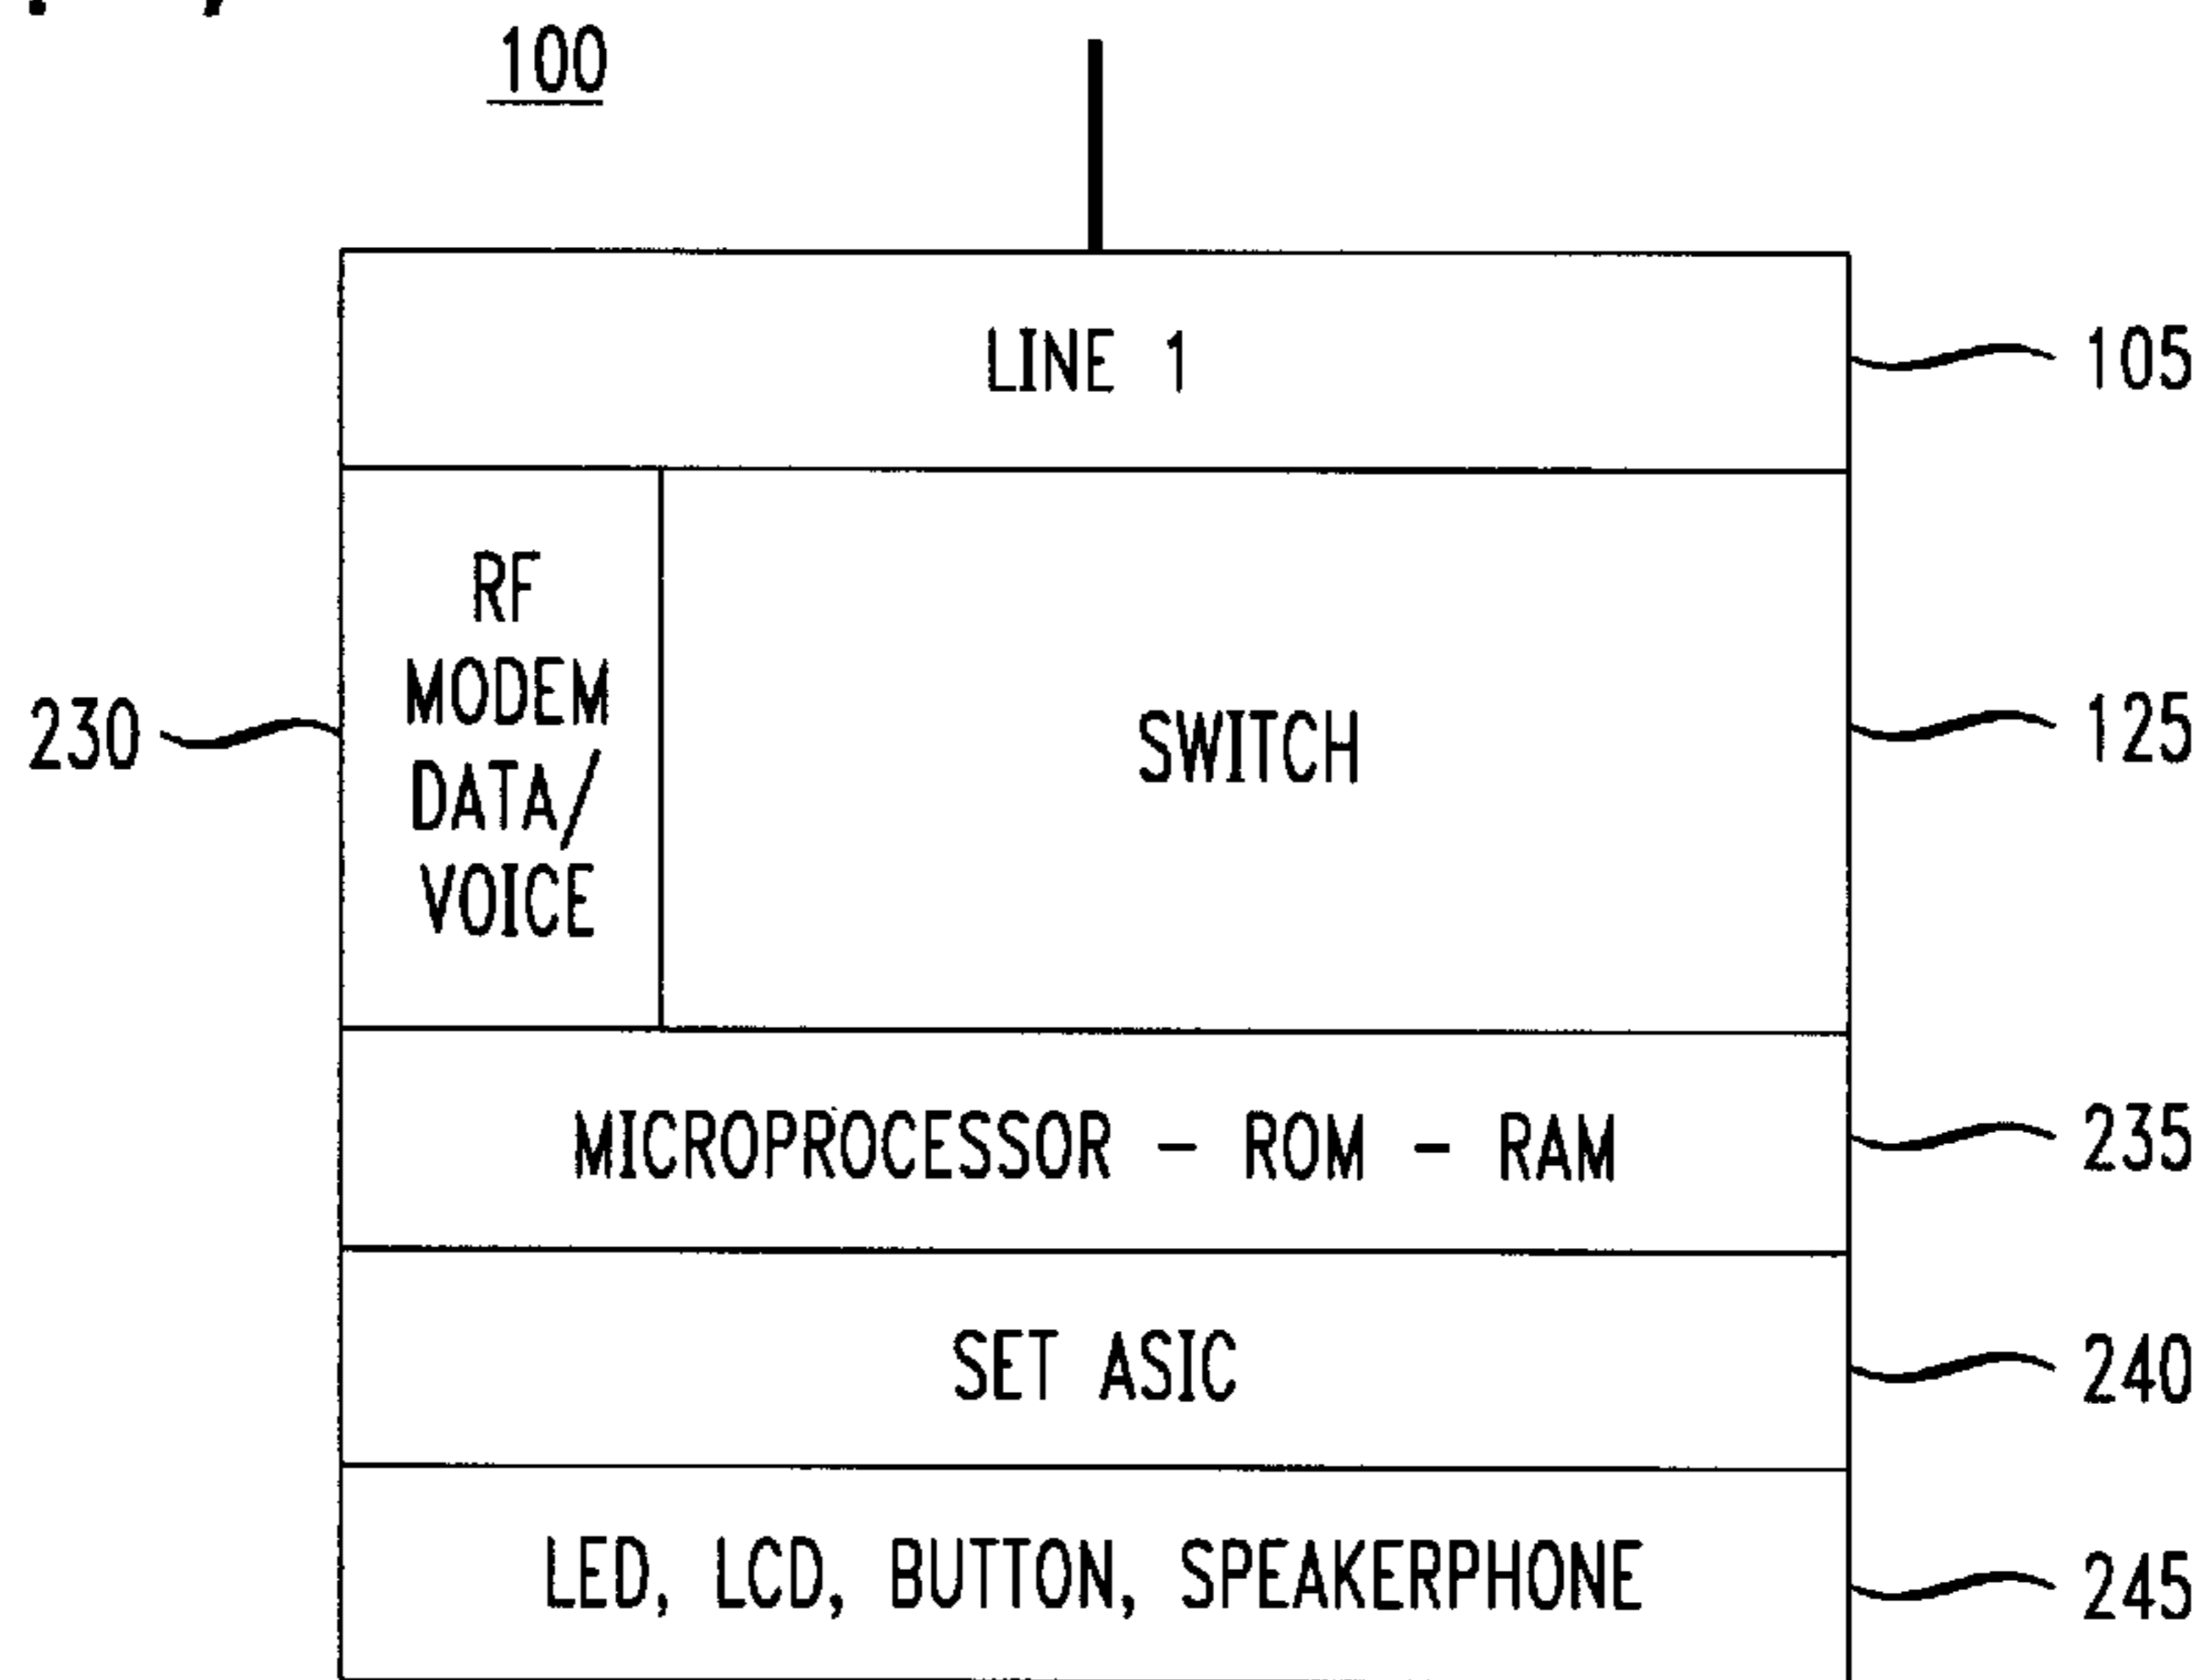 100
LINE 1
105
RF
MODEM
DATA/
VOICE
230
SWITCH
125
MICROPROCESSOR - ROM - RAM
235
SET ASIC
240
LED, LCD, BUTTON, SPEAKERPHONE
245